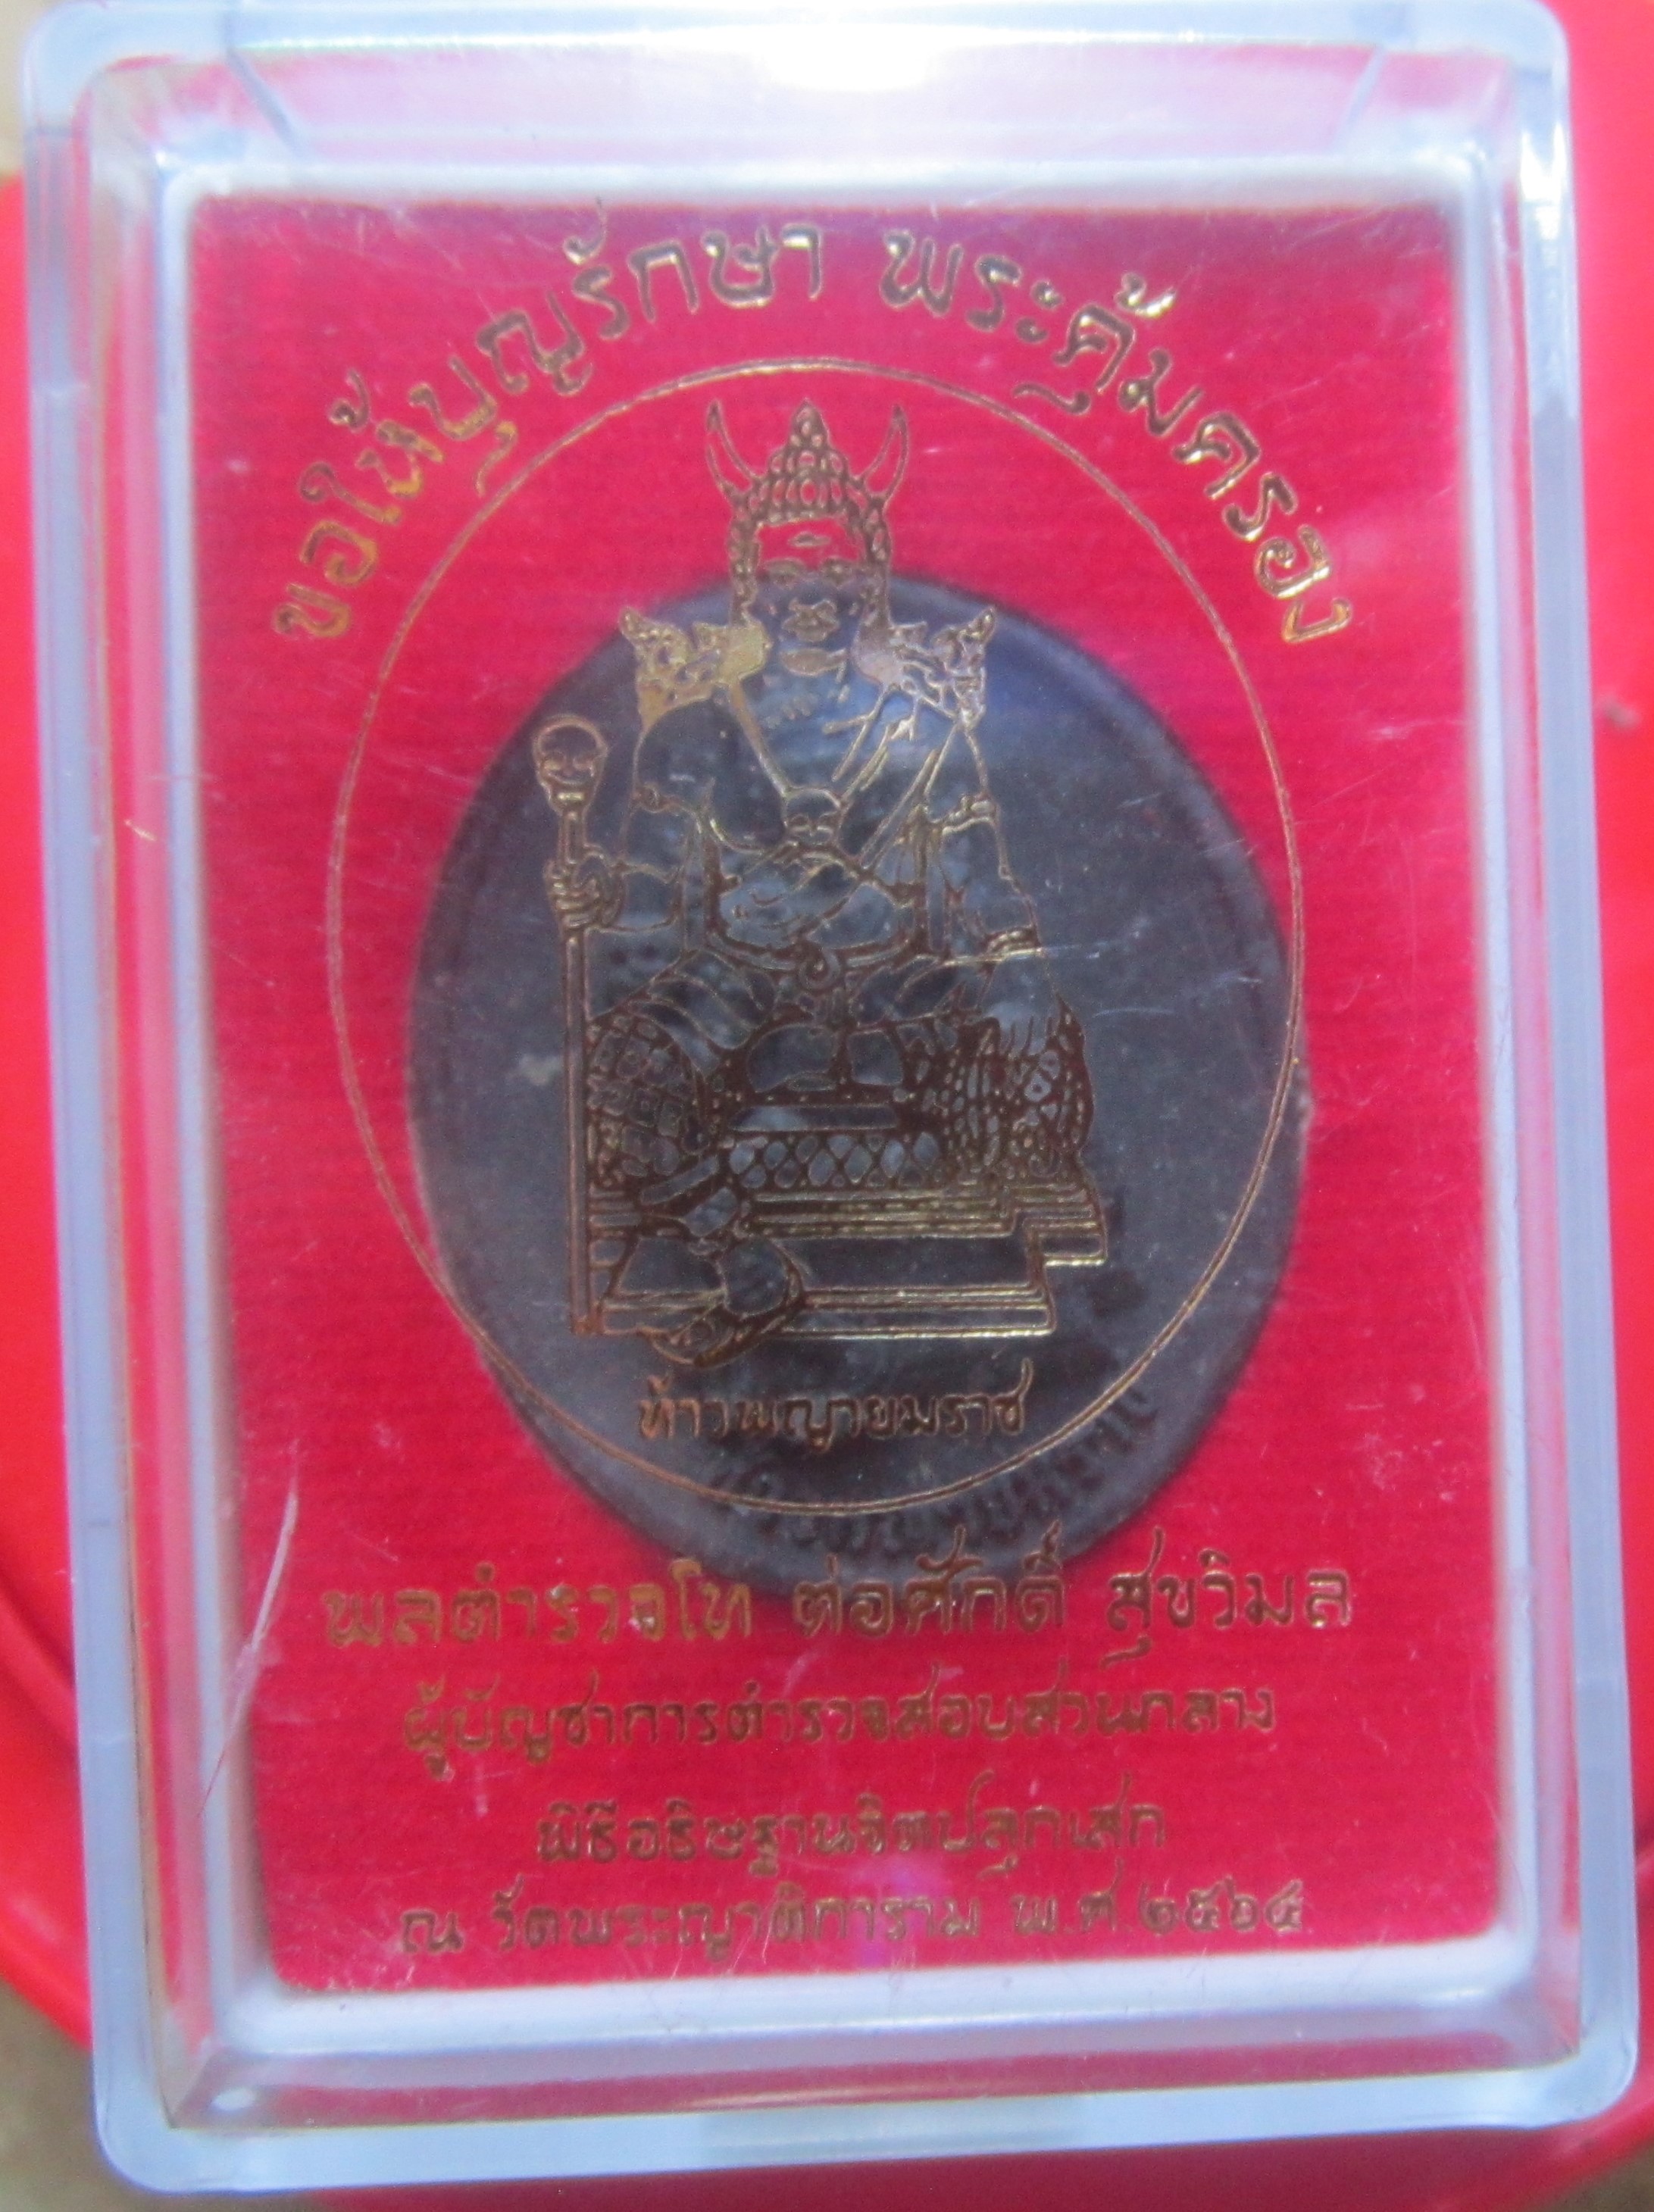 ขอให้บุญรักษา พระคุ้มครอง
ท้าวพญายมราช
พลตำรวจโท ต่อศักดิ์ สุขวิมล
ผู้บัญชาการตำรวจสอบสวนกลาง
พิธีอธิษฐานจิตปลุกเสก
ณ วัดพระญาติการาม พ.ศ.๒๕๖๔